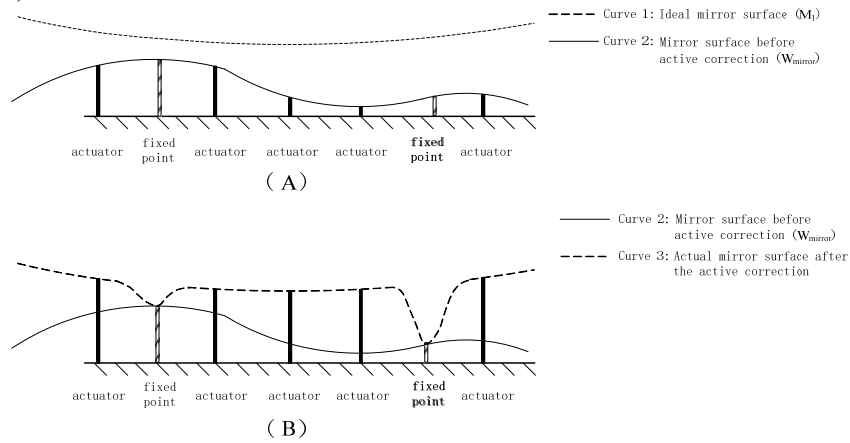 Curve 1: Ideal mirror surface (M_I)
Curve 2: Mirror surface before
active correction (W_mirror)
actuator fixed point actuator actuator actuator fixed point actuator
( A )
Curve 2: Mirror surface before
active correction (W_mirror)
Curve 3: Actual mirror surface after
the active correction
actuator fixed point actuator actuator actuator fixed point actuator
( B )